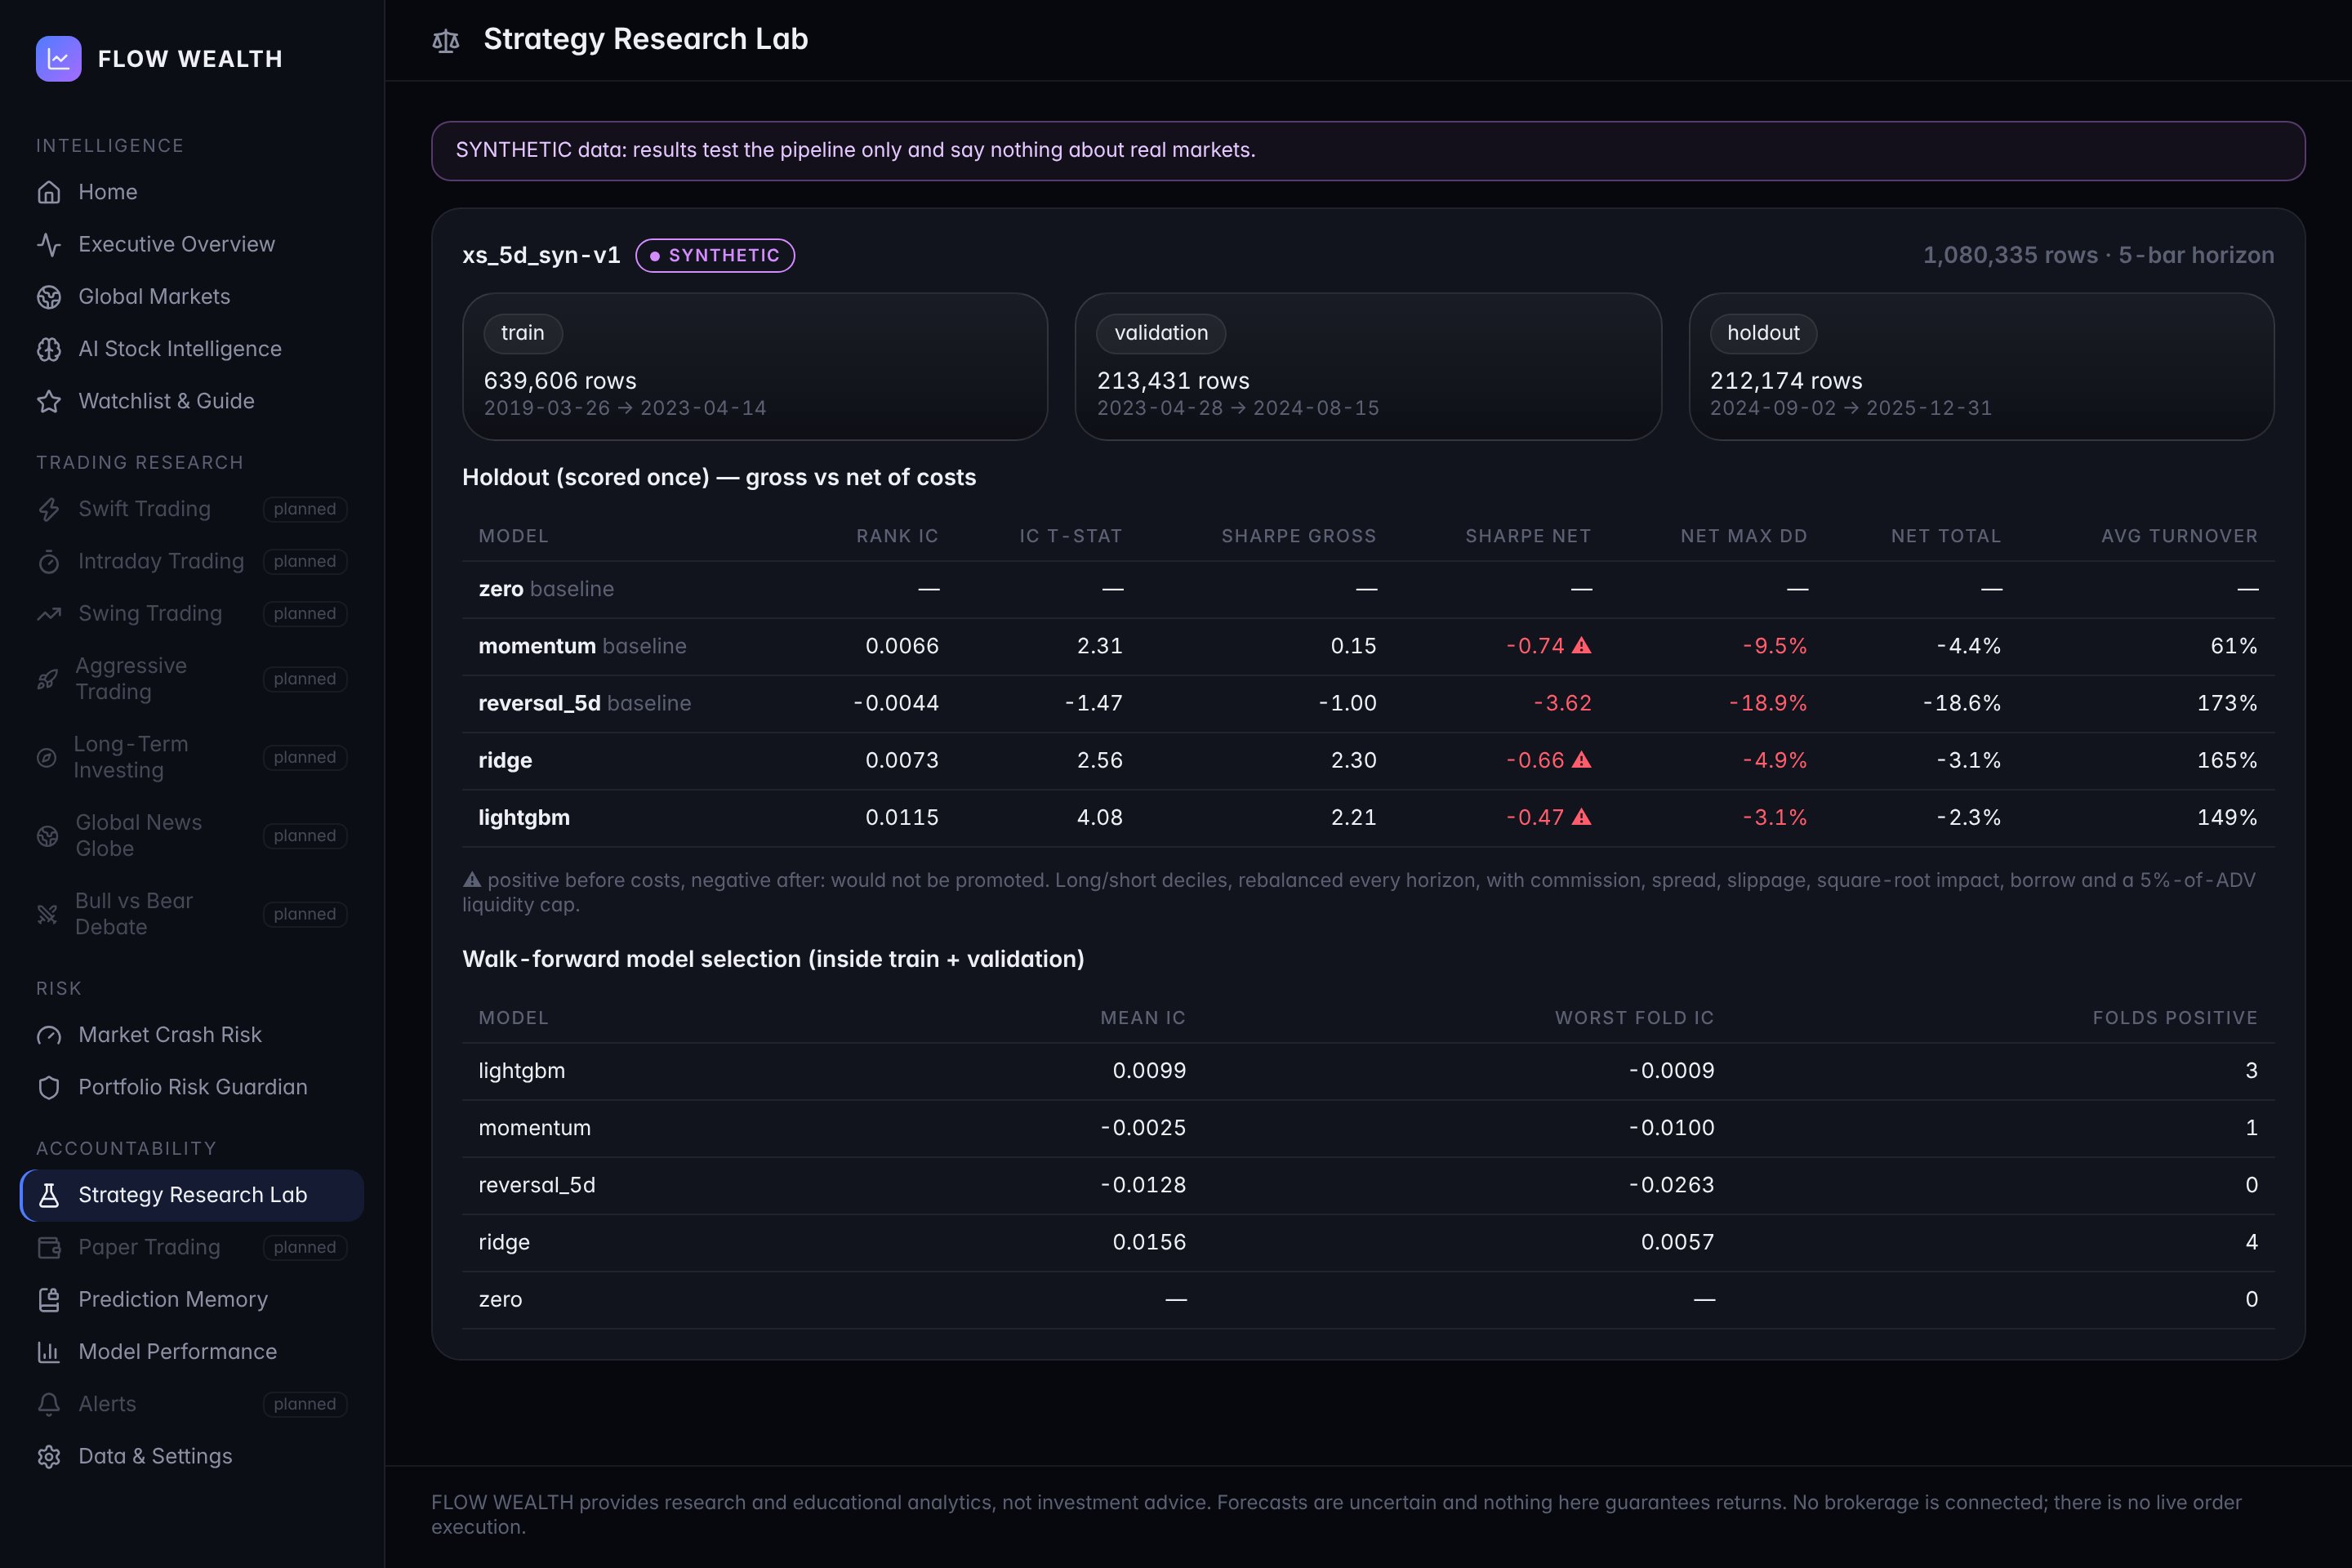 FLOW WEALTH
INTELLIGENCE
Home
Executive Overview
Global Markets
AI Stock Intelligence
Watchlist & Guide
TRADING RESEARCH
Swift Trading planned
Intraday Trading planned
Swing Trading planned
Aggressive
Trading
planned
Long-Term
Investing
planned
Global News
Globe
planned
Bull vs Bear
Debate
planned
RISK
Market Crash Risk
Portfolio Risk Guardian
ACCOUNTABILITY
Strategy Research Lab
Paper Trading planned
Prediction Memory
Model Performance
Alerts planned
Data & Settings
Strategy Research Lab
SYNTHETIC data: results test the pipeline only and say nothing about real markets.
xs_5d_syn-v1 SYNTHETIC 1,080,335 rows · 5-bar horizon
train
639,606 rows
2019-03-26 → 2023-04-14
validation
213,431 rows
2023-04-28 → 2024-08-15
holdout
212,174 rows
2024-09-02 → 2025-12-31
Holdout (scored once) — gross vs net of costs
MODEL RANK IC IC T-STAT SHARPE GROSS SHARPE NET NET MAX DD NET TOTAL AVG TURNOVER
zero baseline — — — — — — —
momentum baseline 0.0066 2.31 0.15 -0.74 ⚠ -9.5% -4.4% 61%
reversal_5d baseline -0.0044 -1.47 -1.00 -3.62 -18.9% -18.6% 173%
ridge 0.0073 2.56 2.30 -0.66 ⚠ -4.9% -3.1% 165%
lightgbm 0.0115 4.08 2.21 -0.47 ⚠ -3.1% -2.3% 149%
⚠ positive before costs, negative after: would not be promoted. Long/short deciles, rebalanced every horizon, with commission, spread, slippage, square-root impact, borrow and a 5%-of-ADV
liquidity cap.
Walk-forward model selection (inside train + validation)
MODEL MEAN IC WORST FOLD IC FOLDS POSITIVE
lightgbm 0.0099 -0.0009 3
momentum -0.0025 -0.0100 1
reversal_5d -0.0128 -0.0263 0
ridge 0.0156 0.0057 4
zero — — 0
FLOW WEALTH provides research and educational analytics, not investment advice. Forecasts are uncertain and nothing here guarantees returns. No brokerage is connected; there is no live order
execution.